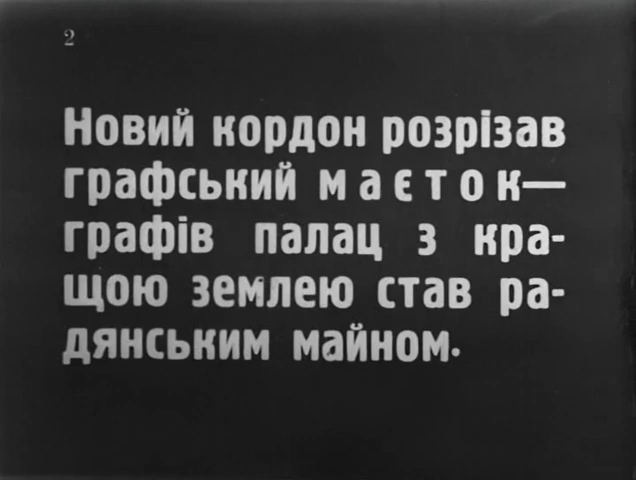 2
Новий кордон розрізав
графський маєток—
графів палац з кра-
щою землею став ра-
дянським майном.